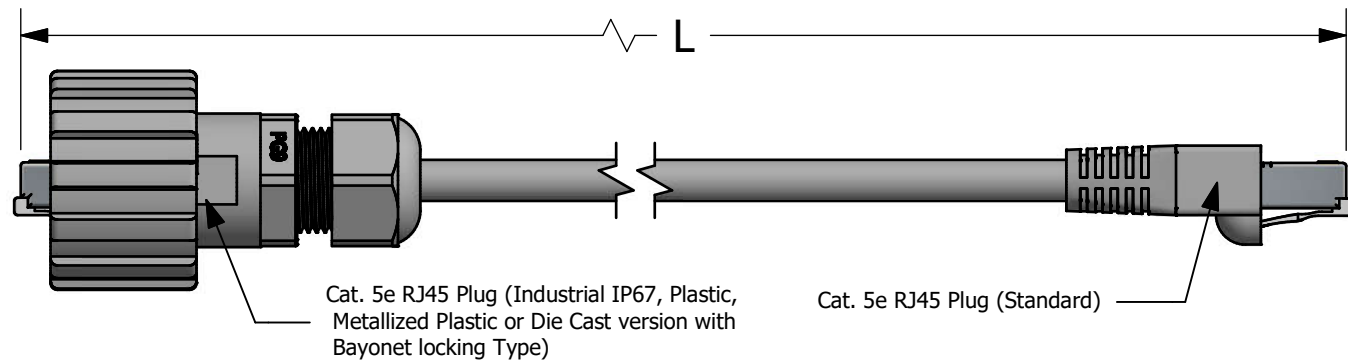 L
PG9
Cat. 5e RJ45 Plug (Industrial IP67, Plastic,
Metallized Plastic or Die Cast version with
Bayonet locking Type)
Cat. 5e RJ45 Plug (Standard)